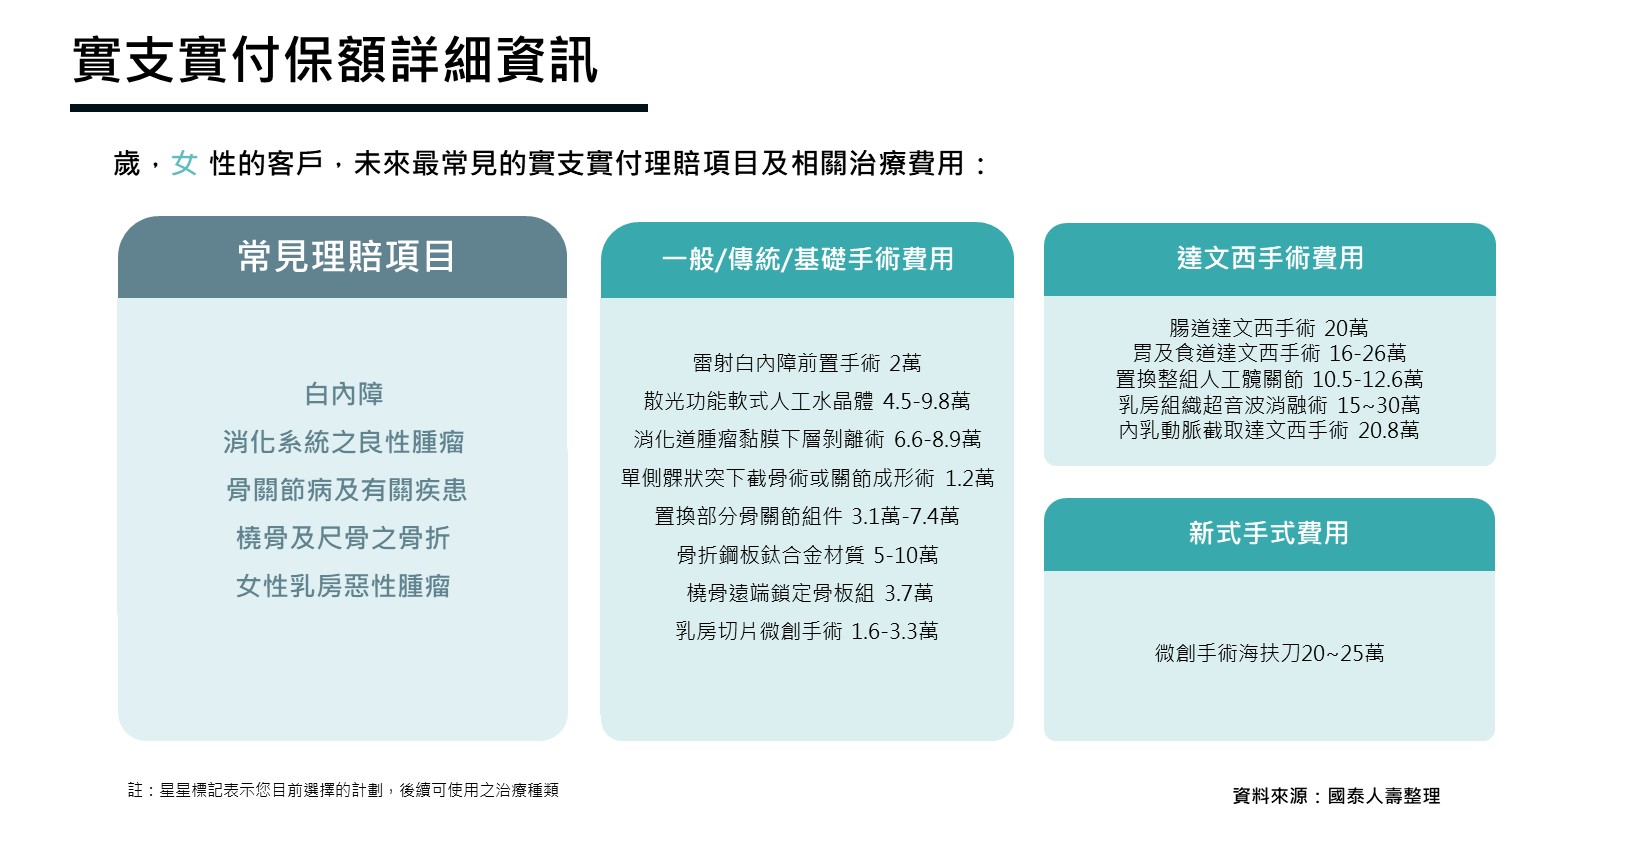 實支實付保額詳細資訊
歲，女 性的客戶，未來最常見的實支實付理賠項目及相關治療費用：
常見理賠項目
白內障
消化系統之良性腫瘤
骨關節病及有關疾患
橈骨及尺骨之骨折
女性乳房惡性腫瘤
一般/傳統/基礎手術費用
雷射白內障前置手術 2萬
散光功能軟式人工水晶體 4.5-9.8萬
消化道腫瘤黏膜下層剝離術 6.6-8.9萬
單側髁狀突下截骨術或關節成形術 1.2萬
置換部分骨關節組件 3.1萬-7.4萬
骨折鋼板鈦合金材質 5-10萬
橈骨遠端鎖定骨板組 3.7萬
乳房切片微創手術 1.6-3.3萬
達文西手術費用
腸道達文西手術 20萬
胃及食道達文西手術 16-26萬
置換整組人工髖關節 10.5-12.6萬
乳房組織超音波消融術 15~30萬
內乳動脈截取達文西手術 20.8萬
新式手式費用
微創手術海扶刀20~25萬
註：星星標記表示您目前選擇的計劃，後續可使用之治療種類
資料來源：國泰人壽整理